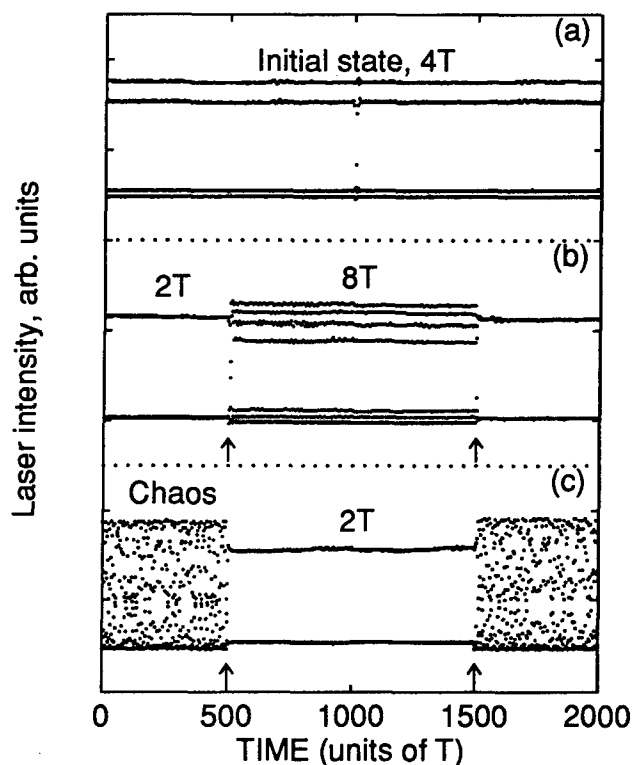 (a)
Initial state, 4T
(b)
2T
8T
(c)
Chaos
2T
0
500
1000
1500
2000
TIME (units of T)
Laser intensity, arb. units